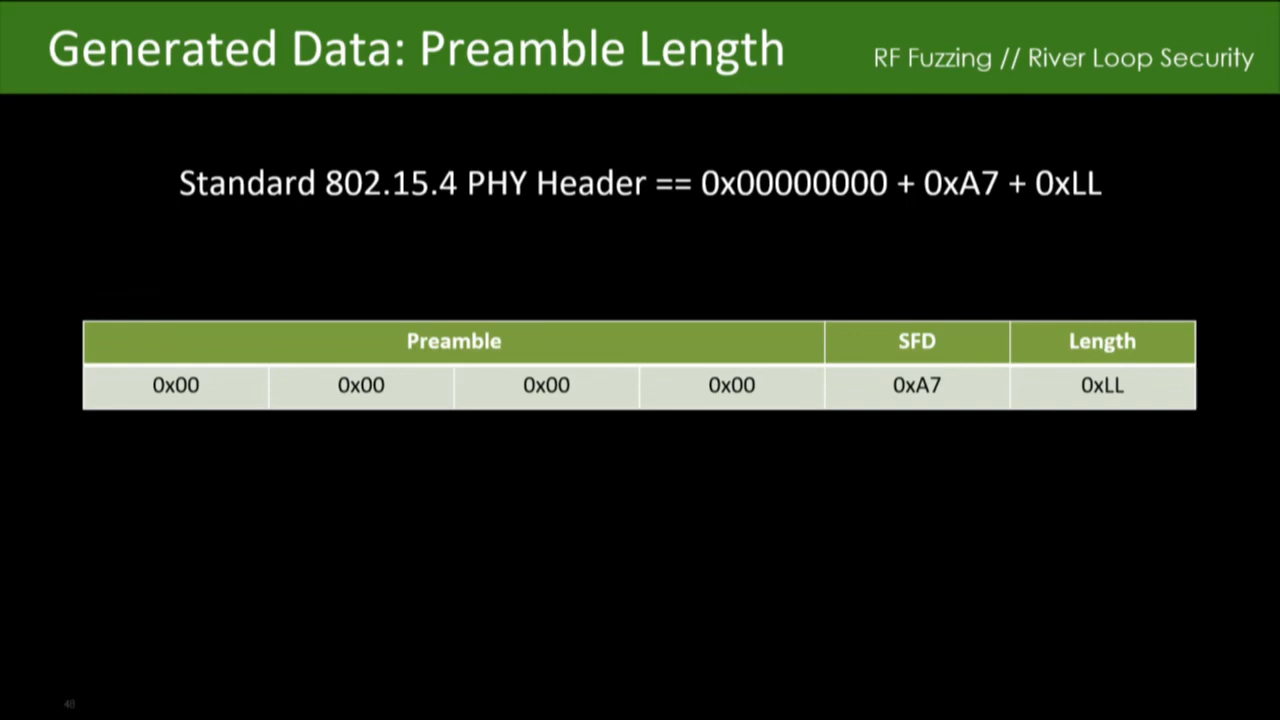 Generated Data: Preamble Length
RF Fuzzing // River Loop Security
Standard 802.15.4 PHY Header == 0x00000000 + 0xA7 + 0xLL
Preamble SFD Length
0x00 0x00 0x00 0x00 0xA7 0xLL